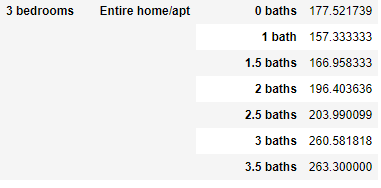 3 bedrooms Entire home/apt 0 baths 177.521739
1 bath 157.333333
1.5 baths 166.958333
2 baths 196.403636
2.5 baths 203.990099
3 baths 260.581818
3.5 baths 263.300000